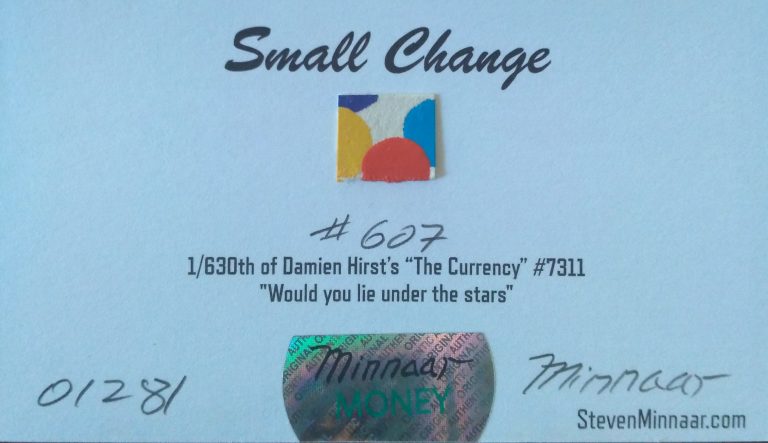 Small Change
#607
1/630th of Damien Hirst's "The Currency" #7311
"Would you lie under the stars"
01281
Minnaar
MONEY
Minnaar
StevenMinnaar.com